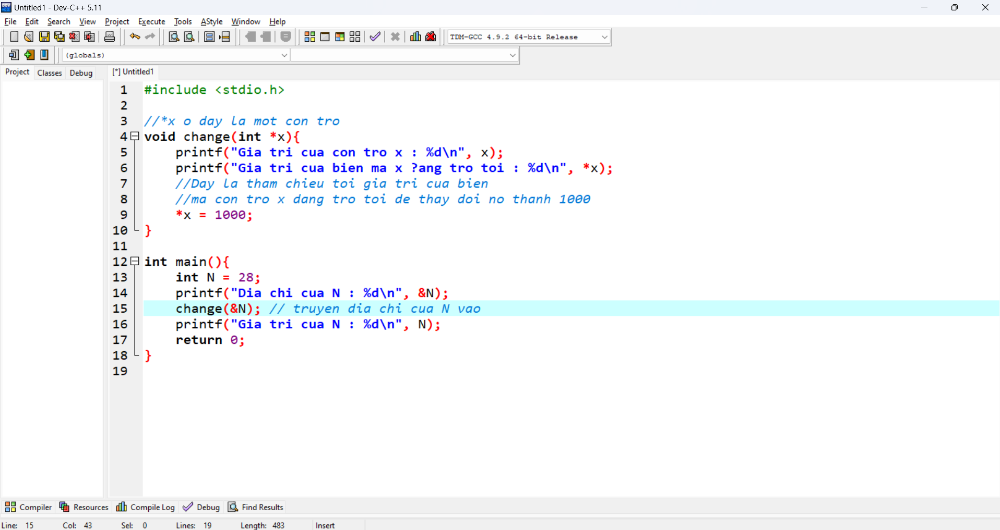 Untitled1 - Dev-C++ 5.11
File Edit Search View Project Execute Tools AStyle Window Help
TDM-GCC 4.9.2 64-bit Release
(globals)
Project Classes Debug [*] Untitled1
1 #include <stdio.h>
2
3 //*x o day la mot con tro
4 void change(int *x){
5 printf("Gia tri cua con tro x : %d\n", x);
6 printf("Gia tri cua bien ma x ?ang tro toi : %d\n", *x);
7 //Day la tham chieu toi gia tri cua bien
8 //ma con tro x dang tro toi de thay doi no thanh 1000
9 *x = 1000;
10 }
11
12 int main(){
13 int N = 28;
14 printf("Dia chi cua N : %d\n", &N);
15 change(&N); // truyen dia chi cua N vao
16 printf("Gia tri cua N : %d\n", N);
17 return 0;
18 }
19
Compiler Resources Compile Log Debug Find Results
Line: 15 Col: 43 Sel: 0 Lines: 19 Length: 483 Insert